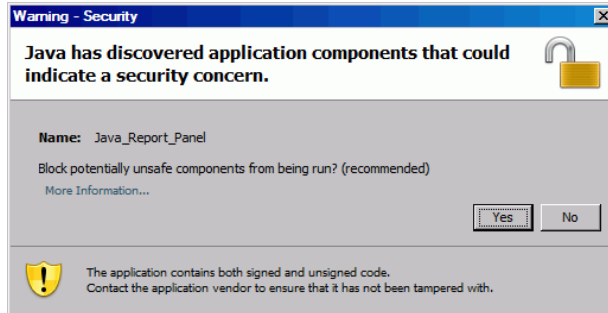 Warning - Security
Java has discovered application components that could
indicate a security concern.
Name: Java_Report_Panel
Block potentially unsafe components from being run? (recommended)
More Information...
Yes No
The application contains both signed and unsigned code.
Contact the application vendor to ensure that it has not been tampered with.